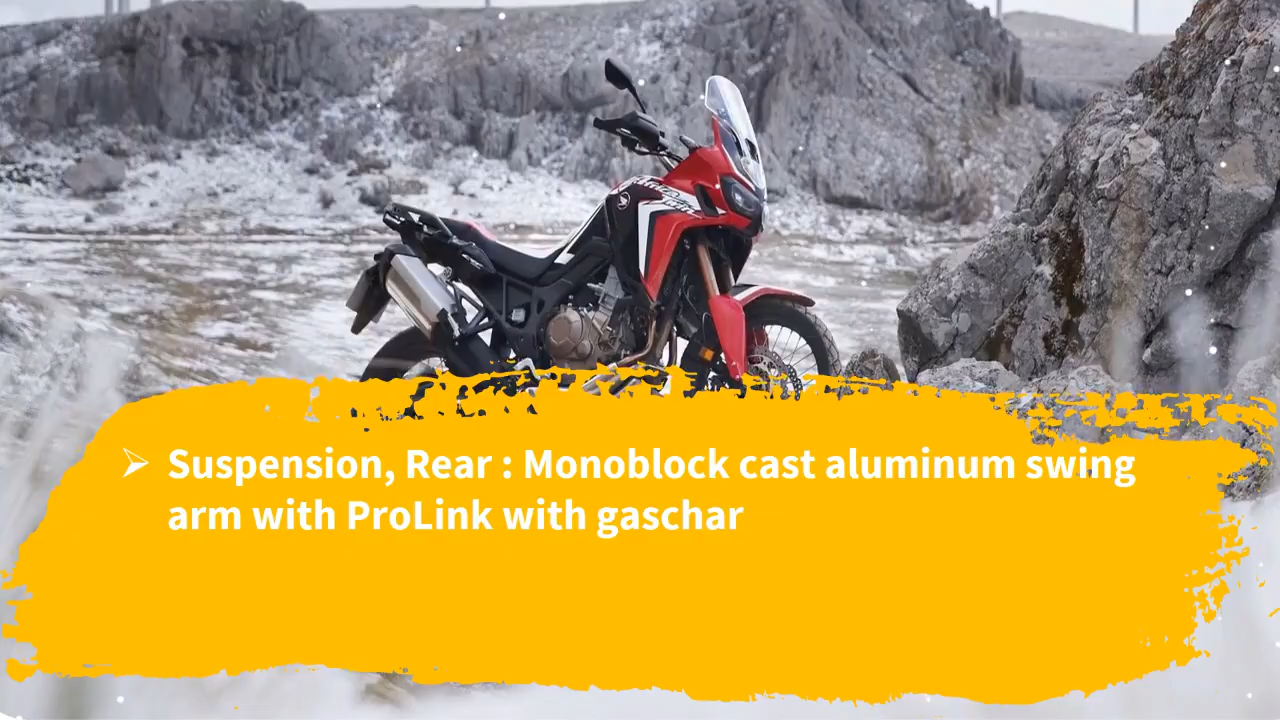 Suspension, Rear : Monoblock cast aluminum swing
arm with ProLink with gaschar